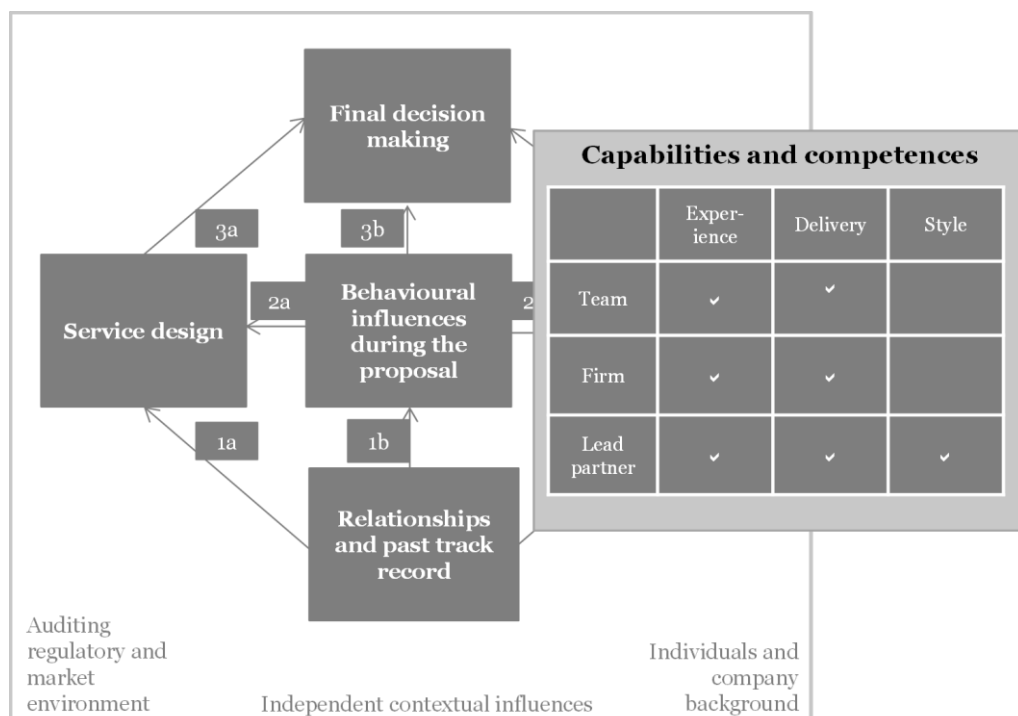 Final decision
making
Capabilities and competences
Exper-
ience
Delivery
Style
3a
3b
Service design
2a
Behavioural
influences
during the
proposal
2
Team
Firm
1a
1b
Lead
partner
Relationships
and past track
record
Auditing
regulatory and
market
environment
Independent contextual influences
Individuals and
company
background